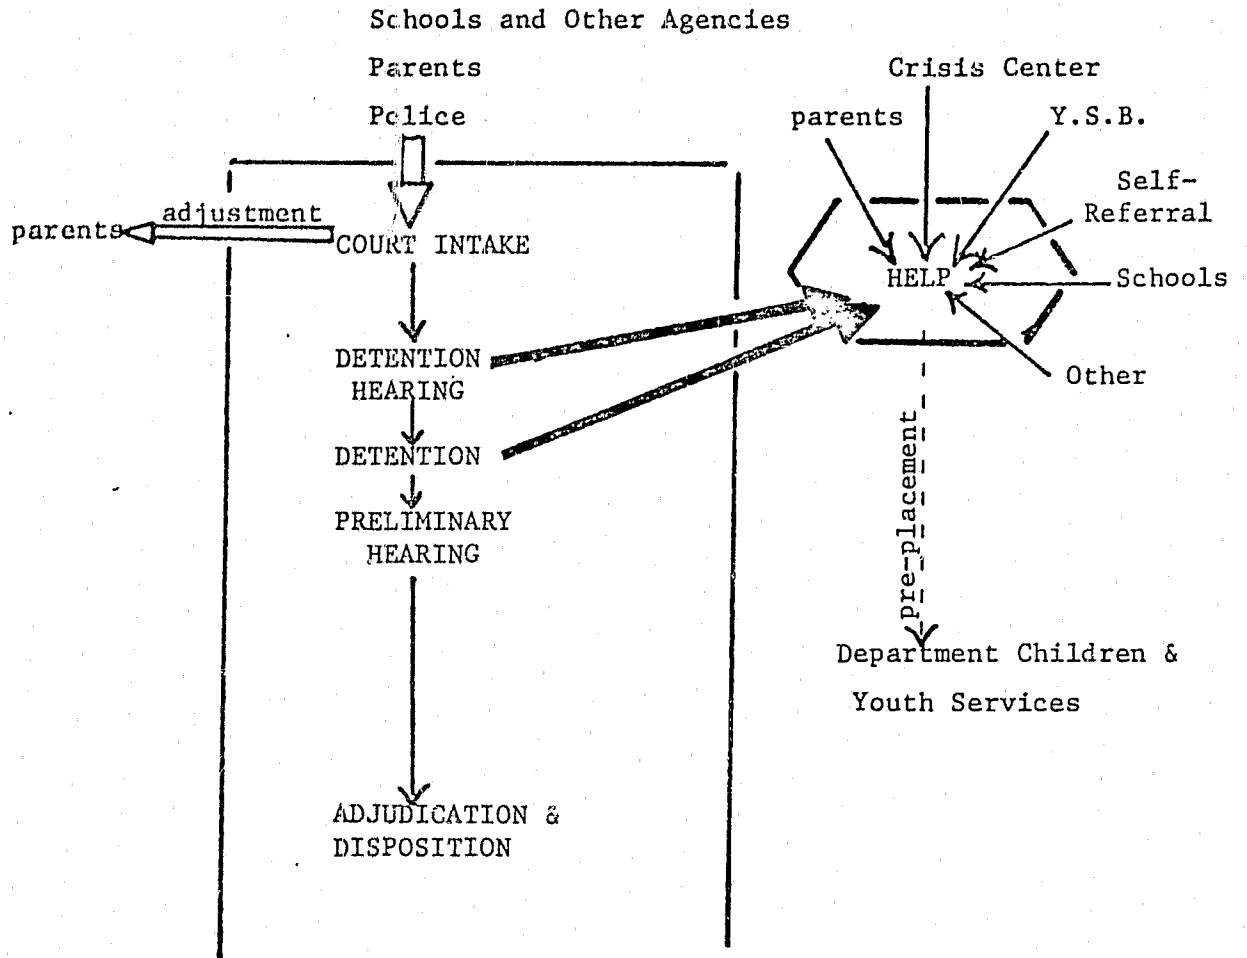 Schools and Other Agencies
Parents
Police
Crisis Center
parents
Y.S.B.
Self-
Referral
parents
adjustment
COURT INTAKE
HELP
Schools
DETENTION
HEARING
Other
DETENTION
PRELIMINARY
HEARING
pre-placement
Department Children &
Youth Services
ADJUDICATION &
DISPOSITION